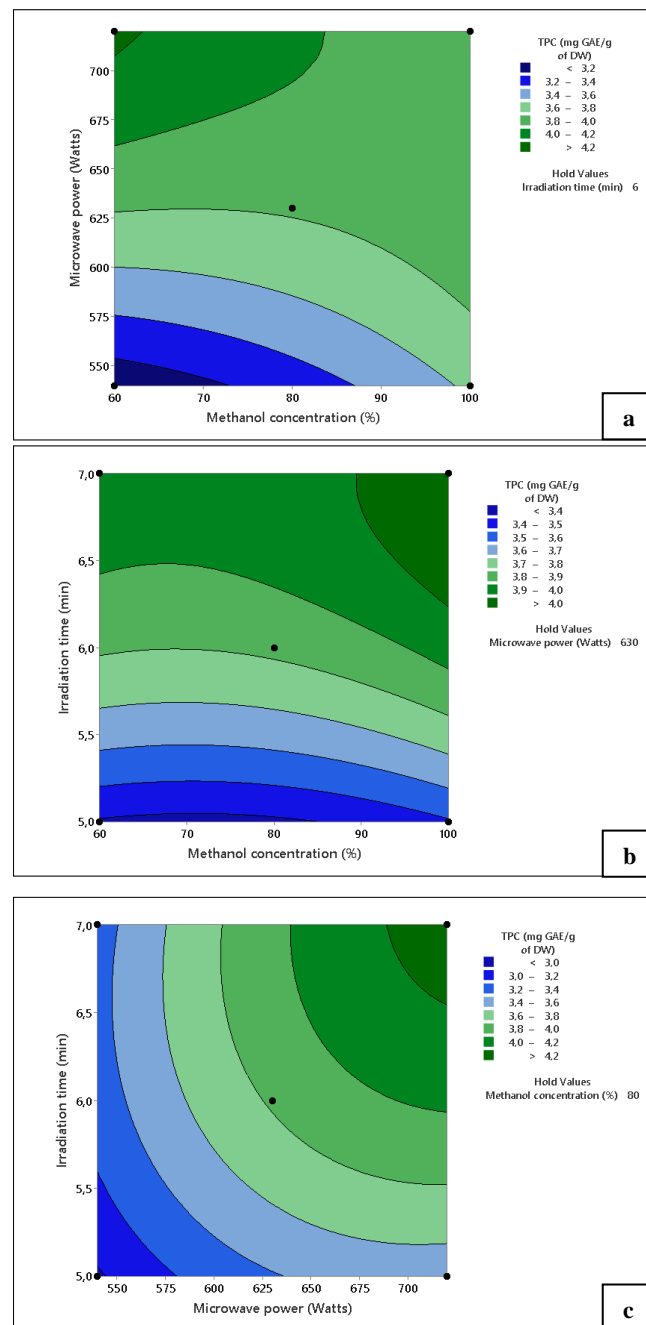 TPC (mg GAE/g
of DW)
< 3,2
3,2 – 3,4
3,4 – 3,6
3,6 – 3,8
3,8 – 4,0
4,0 – 4,2
> 4,2
Hold Values
Irradiation time (min) 6
Microwave power (Watts)
700
675
650
625
600
575
550
60 70 80 90 100
Methanol concentration (%)
a
TPC (mg GAE/g
of DW)
< 3,4
3,4 – 3,5
3,5 – 3,6
3,6 – 3,7
3,7 – 3,8
3,8 – 3,9
3,9 – 4,0
> 4,0
Hold Values
Microwave power (Watts) 630
Irradiation time (min)
7,0
6,5
6,0
5,5
5,0
60 70 80 90 100
Methanol concentration (%)
b
TPC (mg GAE/g
of DW)
< 3,0
3,0 – 3,2
3,2 – 3,4
3,4 – 3,6
3,6 – 3,8
3,8 – 4,0
4,0 – 4,2
> 4,2
Hold Values
Methanol concentration (%) 80
Irradiation time (min)
7,0
6,5
6,0
5,5
5,0
550 575 600 625 650 675 700
Microwave power (Watts)
c